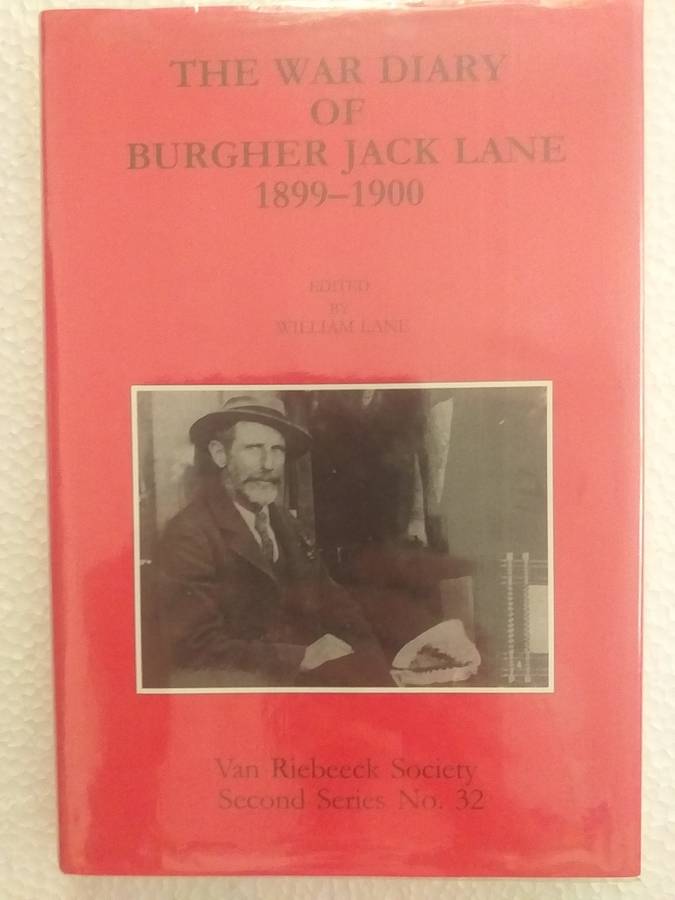 THE WAR DIARY
OF
BURGHER JACK LANE
1899–1900
EDITED
BY
WILLIAM LANE
Van Riebeeck Society
Second Series No. 32